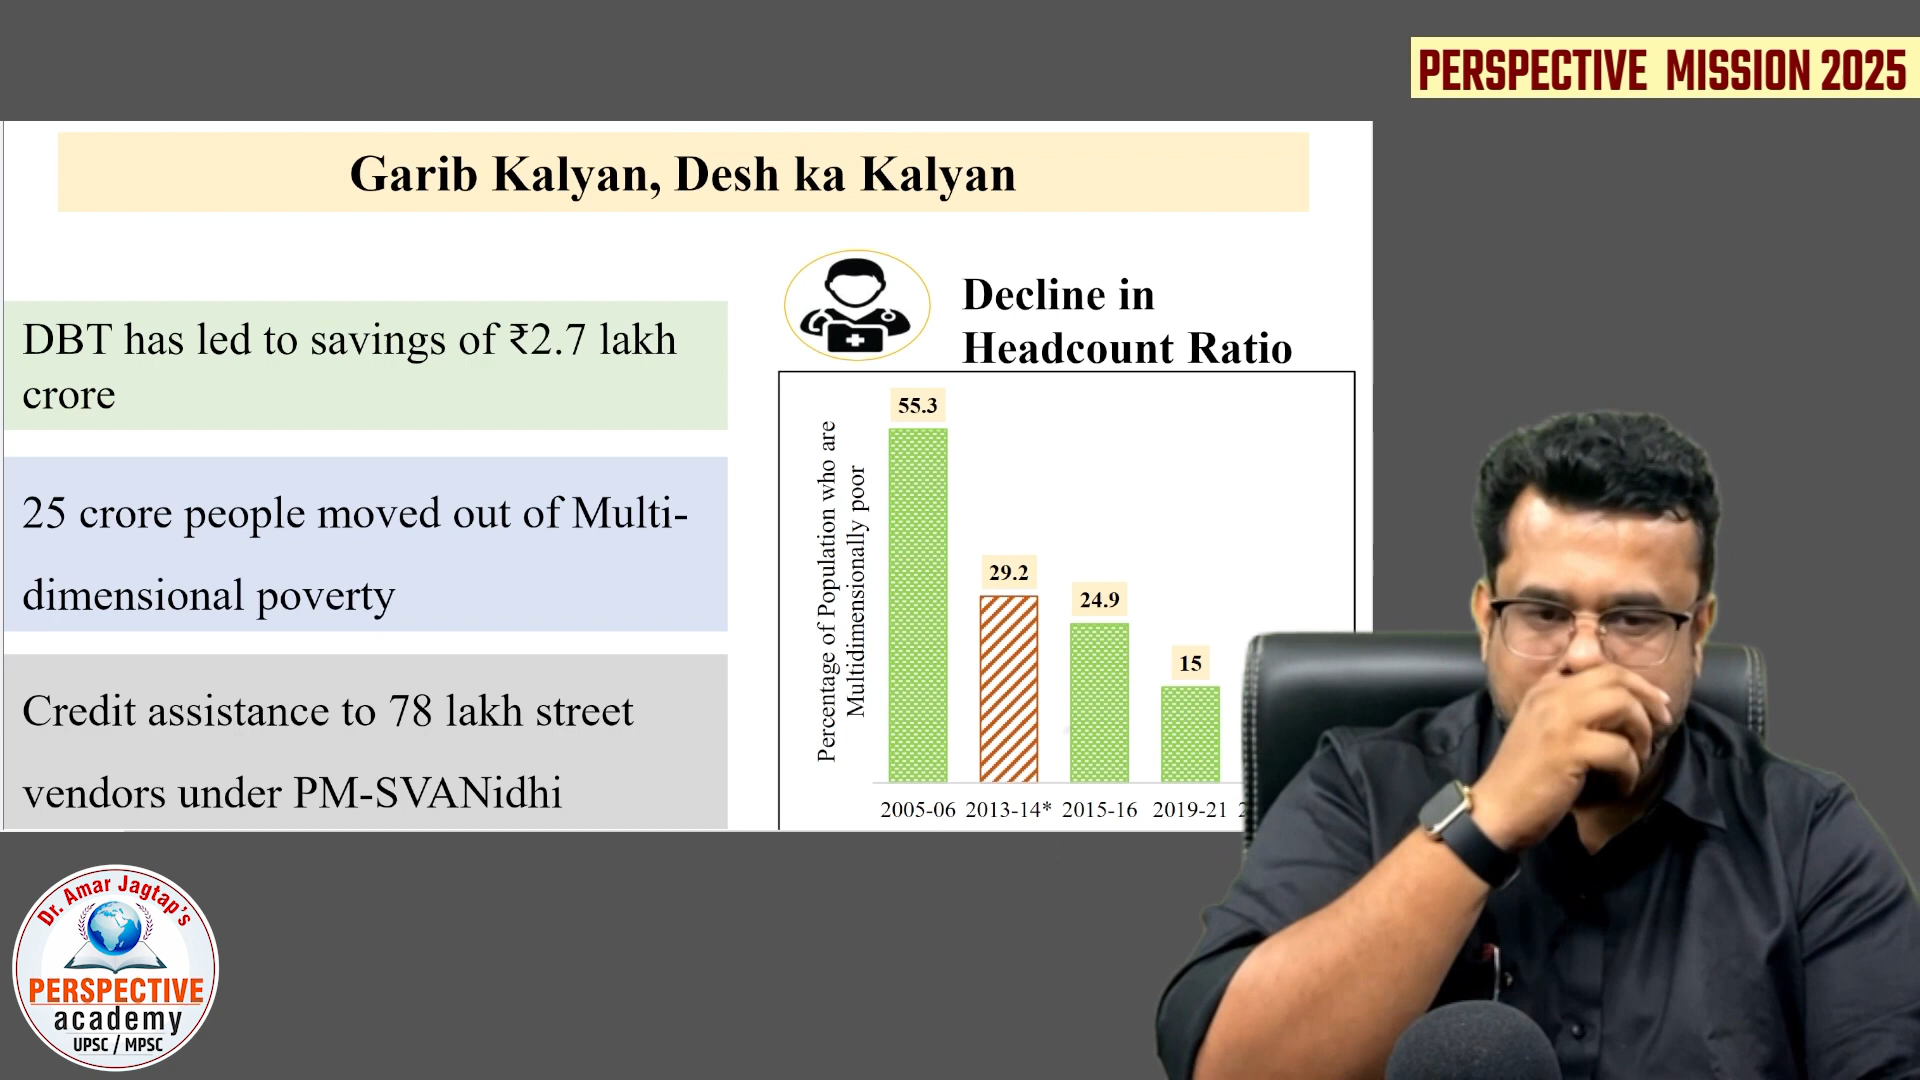 PERSPECTIVE MISSION 2025
Garib Kalyan, Desh ka Kalyan
DBT has led to savings of ₹2.7 lakh
crore
25 crore people moved out of Multi-
dimensional poverty
Credit assistance to 78 lakh street
vendors under PM-SVANidhi
Decline in
Headcount Ratio
Percentage of Population who are
Multidimensionally poor
55.3
29.2
24.9
15
2005-06 2013-14* 2015-16 2019-21
Dr. Amar Jagtap's
PERSPECTIVE
academy
UPSC / MPSC